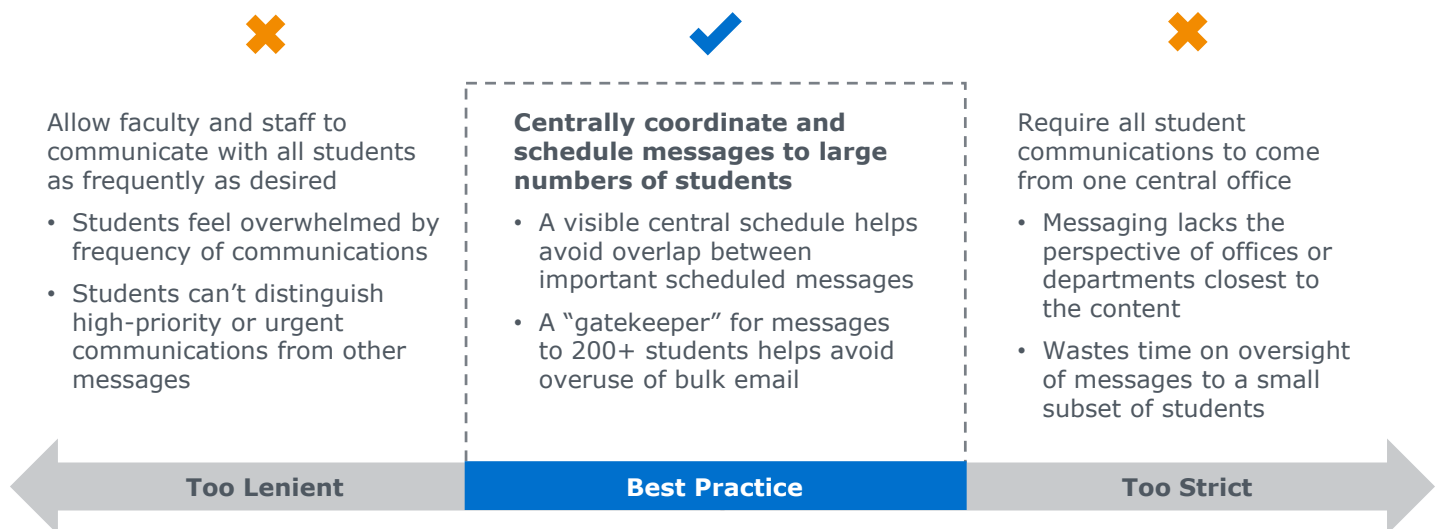 Allow faculty and staff to
communicate with all students
as frequently as desired
• Students feel overwhelmed by
frequency of communications
• Students can’t distinguish
high-priority or urgent
communications from other
messages
Centrally coordinate and
schedule messages to large
numbers of students
• A visible central schedule helps
avoid overlap between
important scheduled messages
• A “gatekeeper” for messages
to 200+ students helps avoid
overuse of bulk email
Require all student
communications to come
from one central office
• Messaging lacks the
perspective of offices or
departments closest to
the content
• Wastes time on oversight
of messages to a small
subset of students
Too Lenient
Best Practice
Too Strict